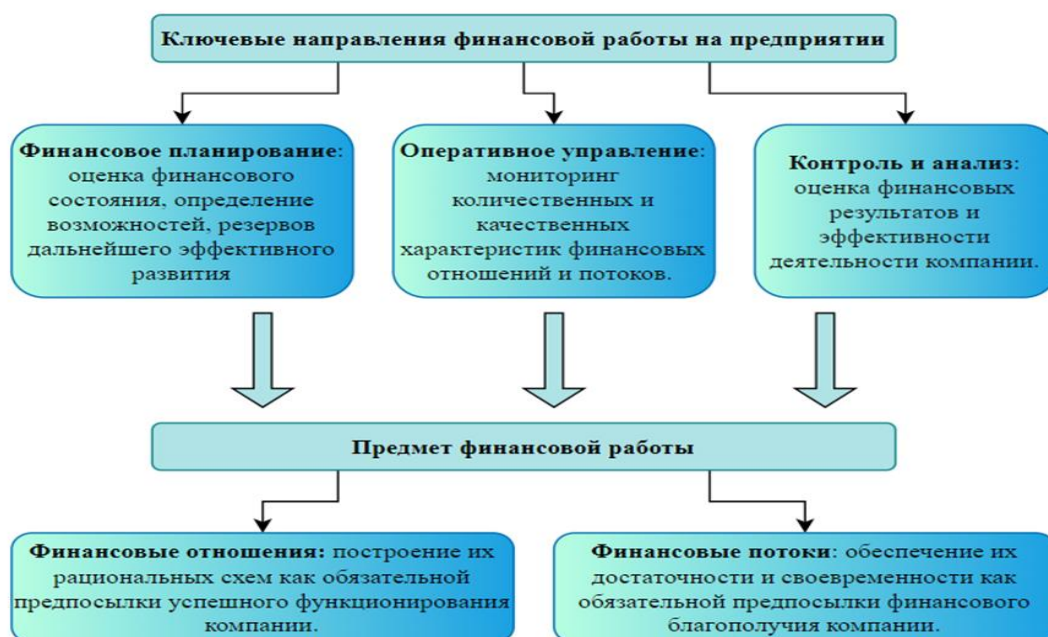 Ключевые направления финансовой работы на предприятии
Финансовое планирование:
оценка финансового
состояния, определение
возможностей, резервов
дальнейшего эффективного
развития
Оперативное управление:
мониторинг
количественных и
качественных
характеристик финансовых
отношений и потоков.
Контроль и анализ:
оценка финансовых
результатов и
эффективности
деятельности компании.
Предмет финансовой работы
Финансовые отношения: построение их
рациональных схем как обязательной
предпосылки успешного функционирования
компании.
Финансовые потоки: обеспечение их
достаточности и своевременности как
обязательной предпосылки финансового
благополучия компании.